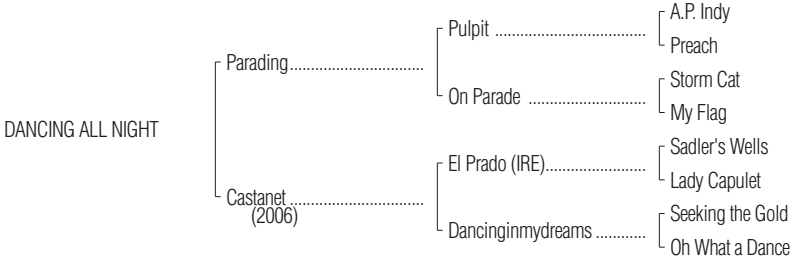 A.P. Indy
Pulpit ....................................
Preach
Parading................................
Storm Cat
On Parade ............................
My Flag
DANCING ALL NIGHT
Sadler's Wells
El Prado (IRE)........................
Lady Capulet
Castanet ................................
(2006)
Seeking the Gold
Dancinginmydreams ............
Oh What a Dance